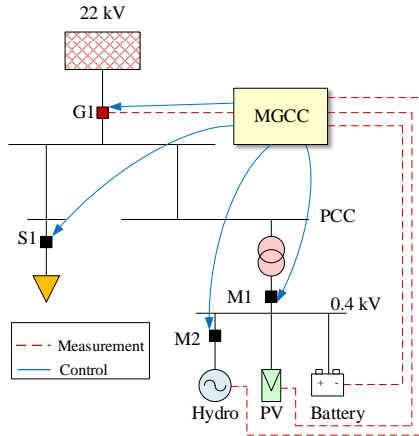 22 kV
G1
MGCC
PCC
S1
M1
0.4 kV
M2
Measurement
Control
+ -
Hydro
PV
Battery